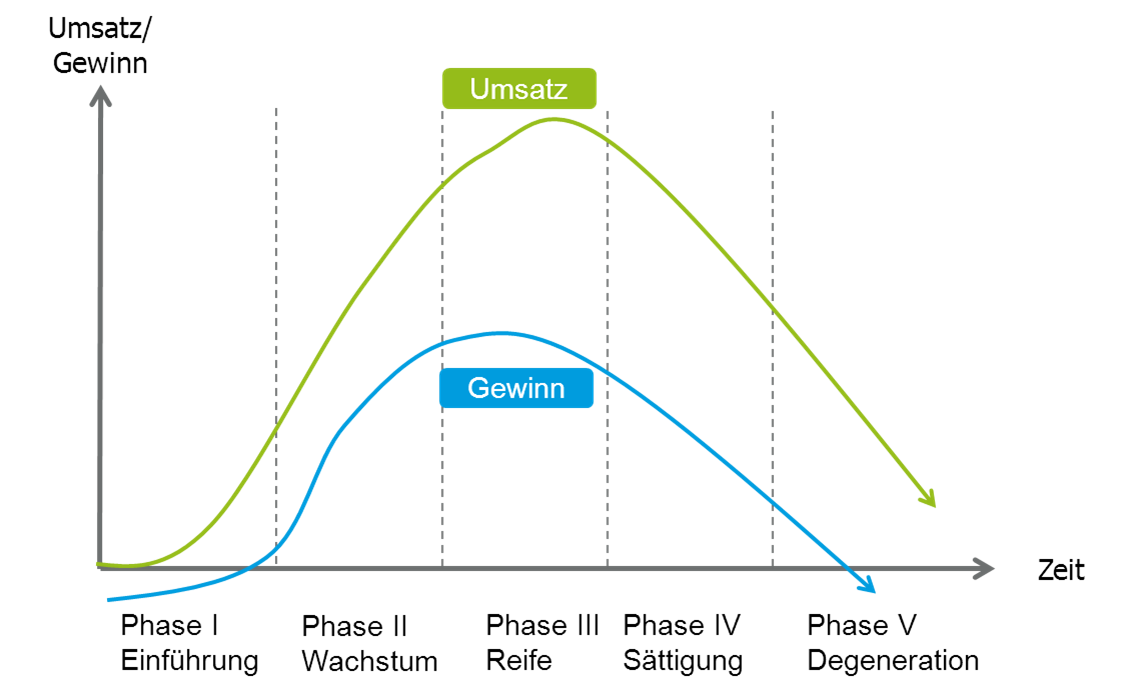 Umsatz/
Gewinn
Umsatz
Gewinn
Zeit
Phase I
Einführung
Phase II
Wachstum
Phase III
Reife
Phase IV
Sättigung
Phase V
Degeneration